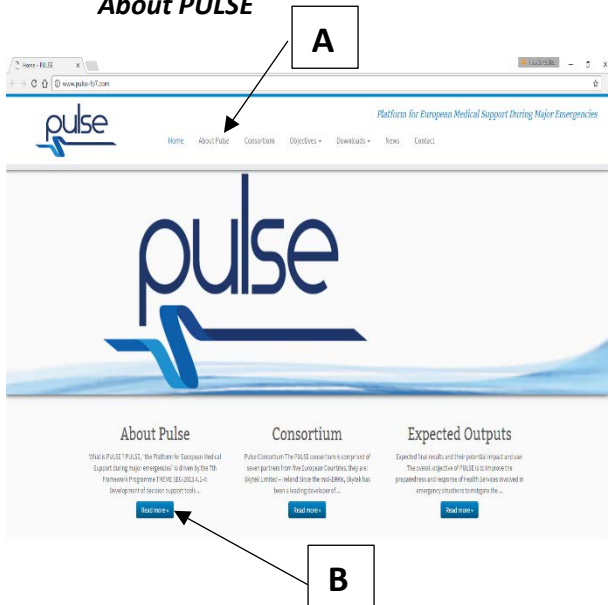 About PULSE
A
Home - PULSE
www.pulse-fp7.com
pulse
Platform for European Medical Support During Major Emergencies
Home About Pulse Consortium Objectives Downloads News Contact
pulse
About Pulse
What is PULSE? PULSE, 'the Platform for European Medical
Support during major emergencies' is driven by the 7th
Framework Programme THEME SEC-2013.4.1-4:
Development of decision support tools ...
Read more »
Consortium
Pulse Consortium The PULSE consortium is comprised of
seven partners from five European Countries, they are:
Skytek Limited – Ireland Since the mid-1990s, Skytek has
been a leading developer of ...
Read more »
Expected Outputs
Expected final results and their potential impact and use
The overall objective of PULSE is to improve the
preparedness and response of Health Services involved in
emergency situations to mitigate the ...
Read more »
B